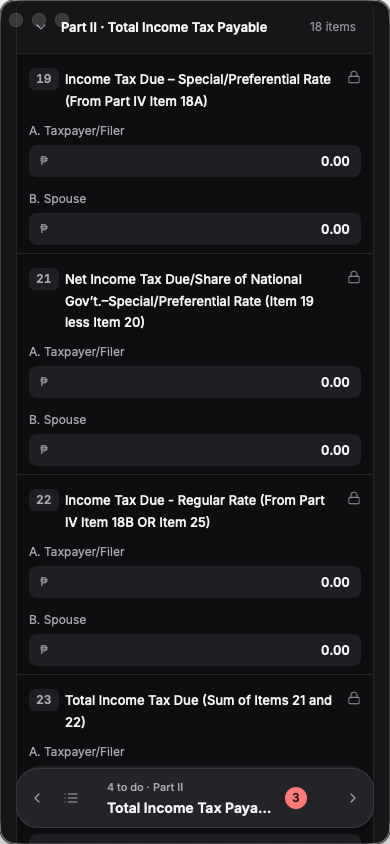 Part II · Total Income Tax Payable
18 items
19
Income Tax Due – Special/Preferential Rate
(From Part IV Item 18A)
A. Taxpayer/Filer
₱
0.00
B. Spouse
₱
0.00
21
Net Income Tax Due/Share of National
Gov’t.–Special/Preferential Rate (Item 19
less Item 20)
A. Taxpayer/Filer
₱
0.00
B. Spouse
₱
0.00
22
Income Tax Due - Regular Rate (From Part
IV Item 18B OR Item 25)
A. Taxpayer/Filer
₱
0.00
B. Spouse
₱
0.00
23
Total Income Tax Due (Sum of Items 21 and
22)
A. Taxpayer/Filer
4 to do · Part II
Total Income Tax Paya...
3